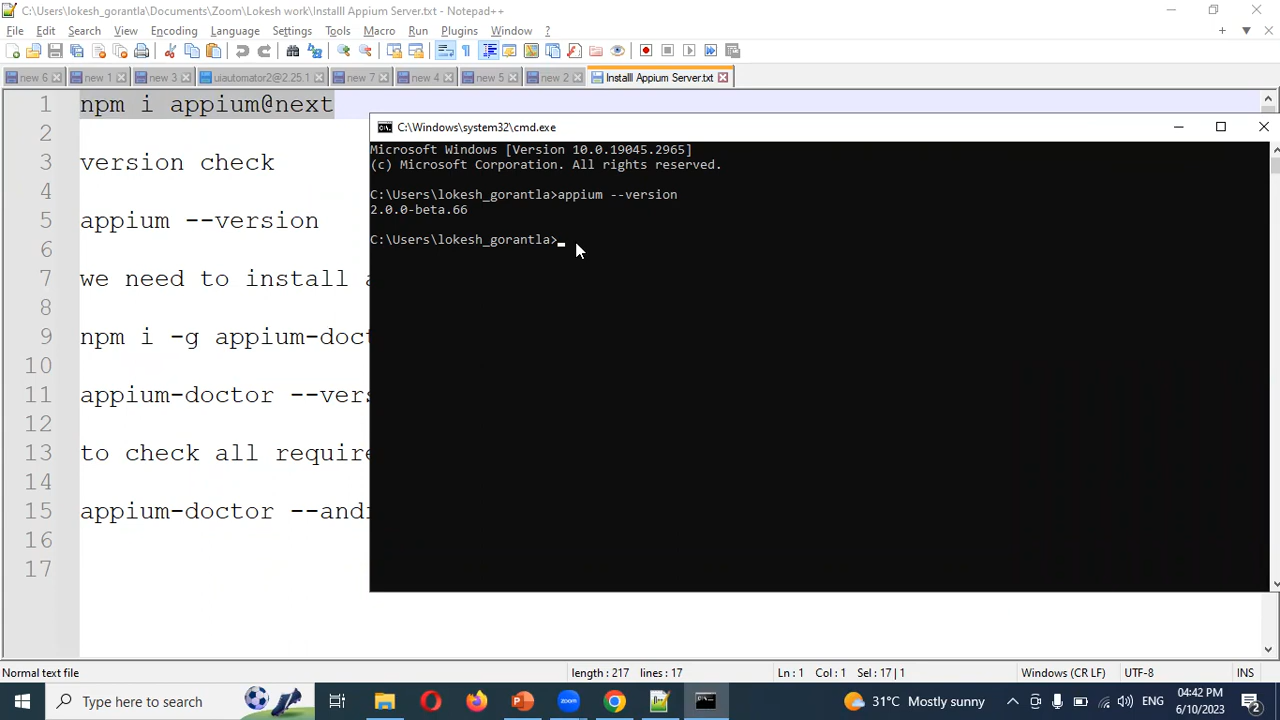 C:\Users\lokesh_gorantla\Documents\Zoom\Lokesh work\Installl Appium Server.txt - Notepad++
File Edit Search View Encoding Language Settings Tools Macro Run Plugins Window ?
new 6 new 1 new 3 uiautomator2@2.25.1 new 7 new 4 new 5 new 2 Installl Appium Server.txt
1 npm i appium@next
2
3 version check
4
5 appium --version
6
7 we need to install a
8
9 npm i -g appium-doct
10
11 appium-doctor --vers
12
13 to check all require
14
15 appium-doctor --andr
16
17
C:\Windows\system32\cmd.exe
Microsoft Windows [Version 10.0.19045.2965]
(c) Microsoft Corporation. All rights reserved.
C:\Users\lokesh_gorantla>appium --version
2.0.0-beta.66
C:\Users\lokesh_gorantla>
Normal text file length : 217 lines : 17 Ln : 1 Col : 1 Sel : 17 | 1 Windows (CR LF) UTF-8 INS
Type here to search 31°C Mostly sunny ENG 04:42 PM
6/10/2023 2